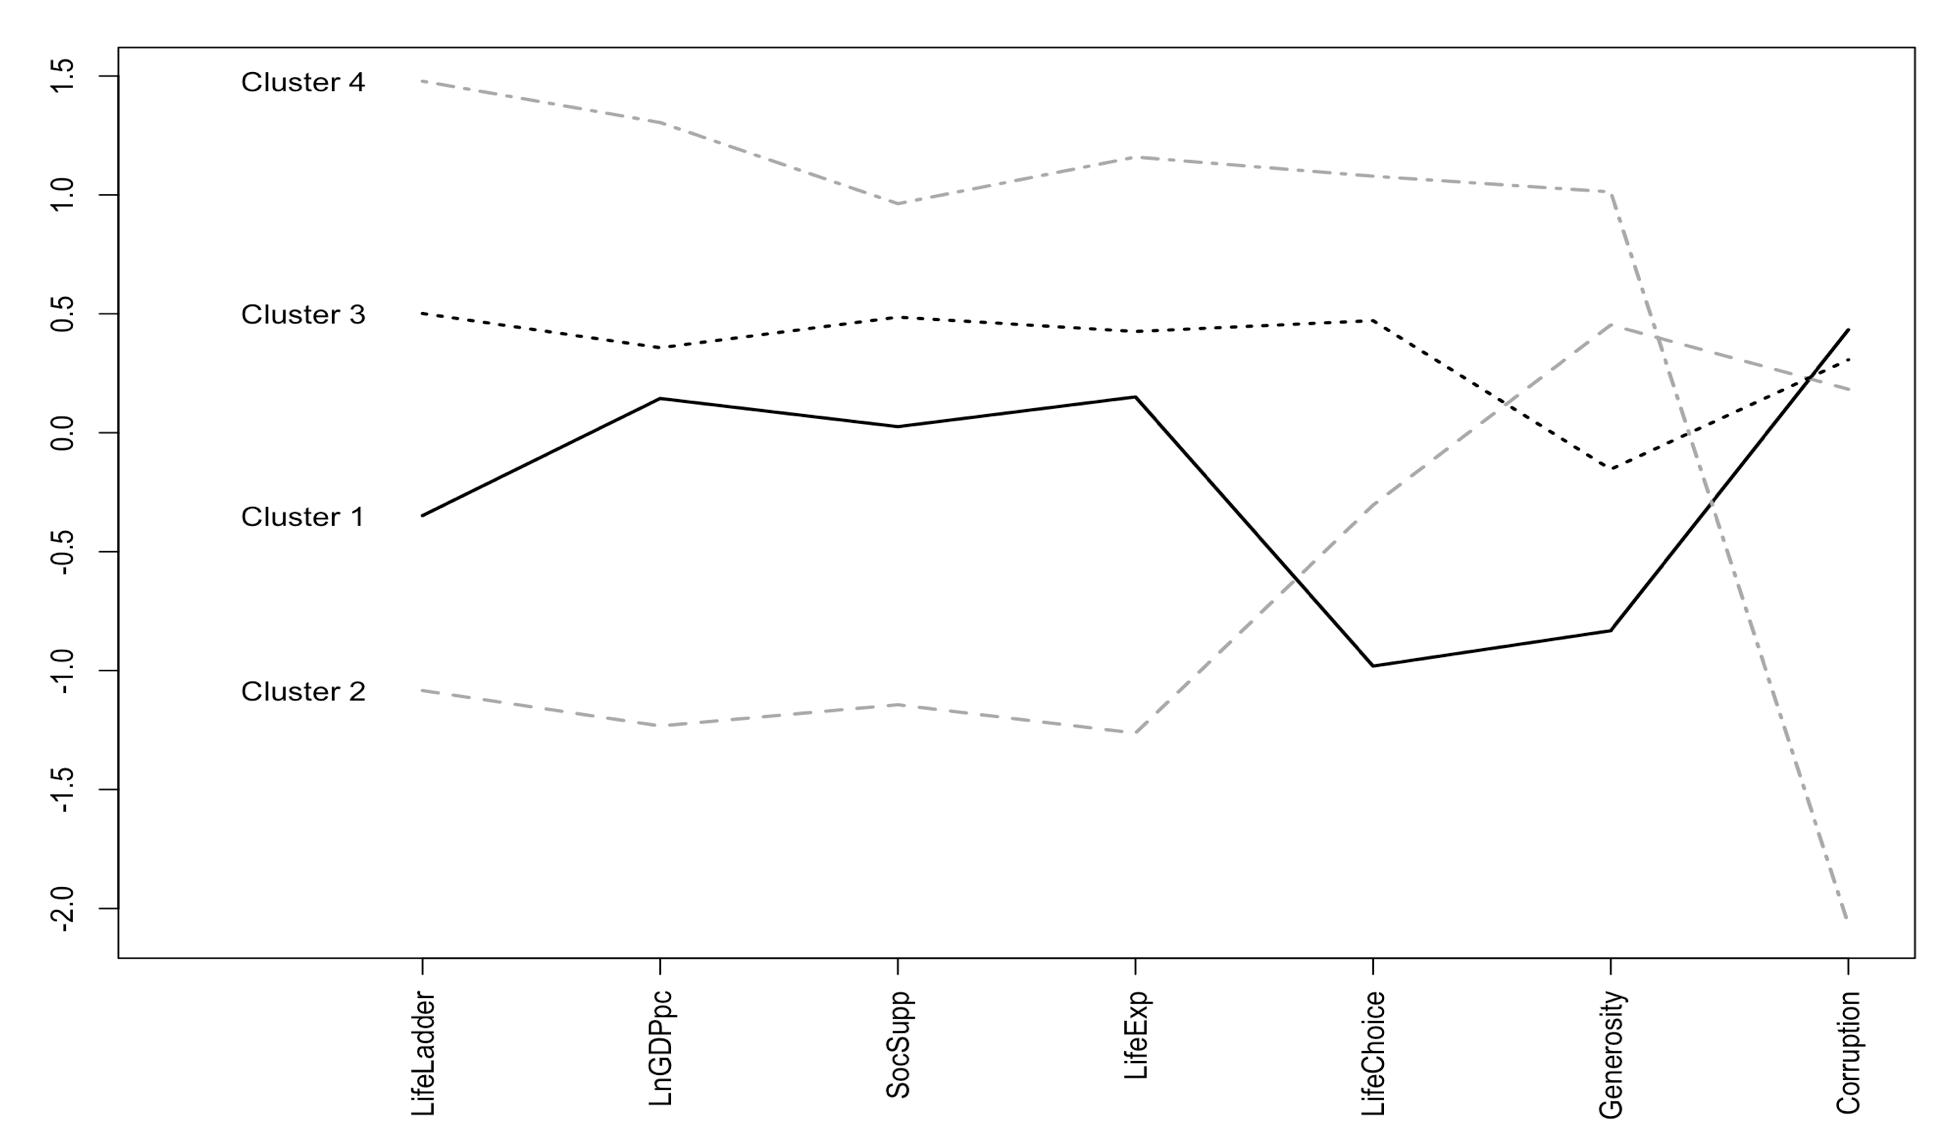 1.5
1.0
0.5
0.0
-0.5
-1.0
-1.5
-2.0
Cluster 4
Cluster 3
Cluster 1
Cluster 2
LifeLadder
LnGDPpc
SocSupp
LifeExp
LifeChoice
Generosity
Corruption